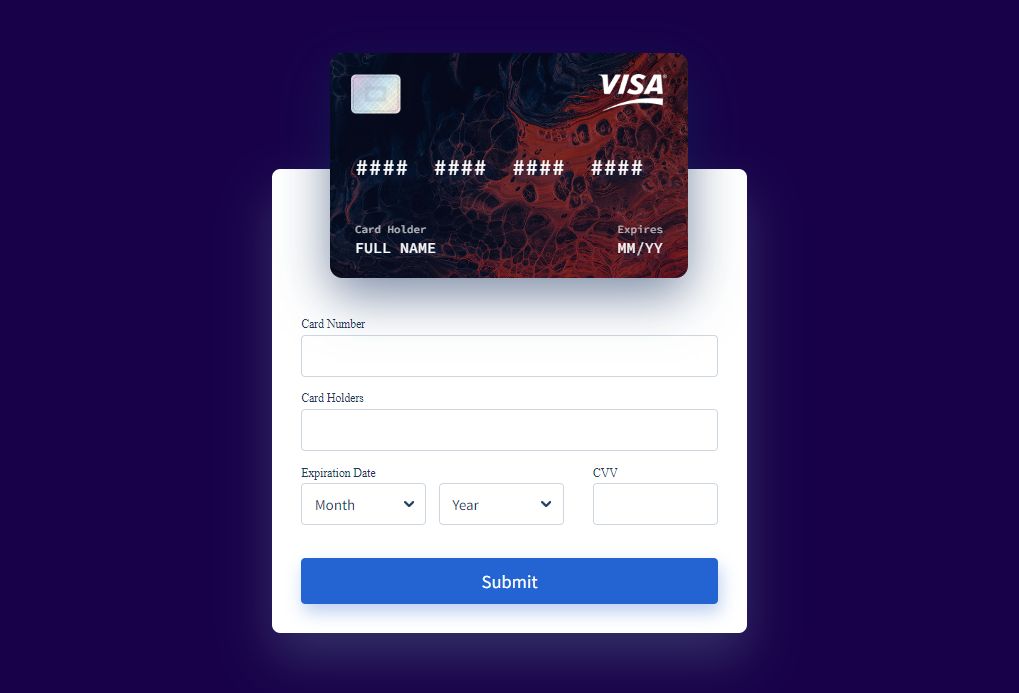 VISA
#### #### #### ####
Card Holder Expires
FULL NAME MM/YY
Card Number
Card Holders
Expiration Date CVV
Month Year
Submit